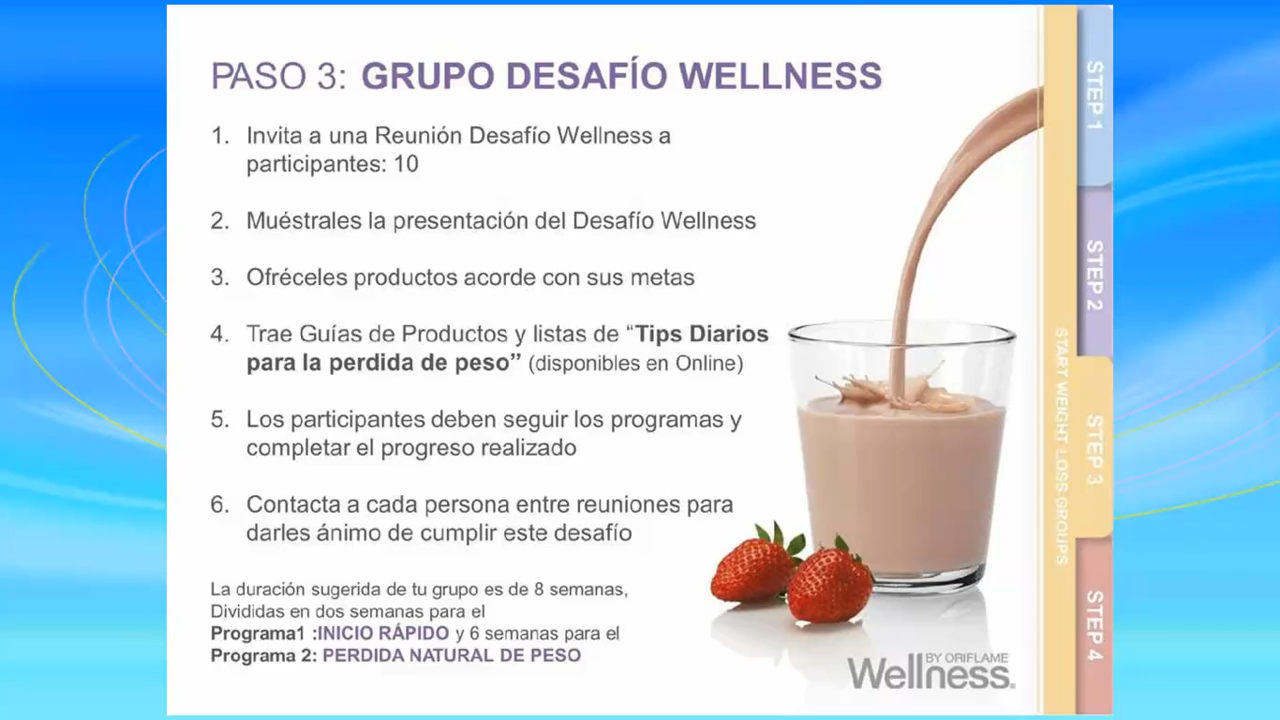 PASO 3: GRUPO DESAFÍO WELLNESS
1. Invita a una Reunión Desafío Wellness a
participantes: 10
2. Muéstrales la presentación del Desafío Wellness
3. Ofréceles productos acorde con sus metas
4. Trae Guías de Productos y listas de “Tips Diarios
para la perdida de peso” (disponibles en Online)
5. Los participantes deben seguir los programas y
completar el progreso realizado
6. Contacta a cada persona entre reuniones para
darles ánimo de cumplir este desafío
La duración sugerida de tu grupo es de 8 semanas,
Divididas en dos semanas para el
Programa1 :INICIO RÁPIDO y 6 semanas para el
Programa 2: PERDIDA NATURAL DE PESO
BY ORIFLAME
Wellness®
START WEIGHT LOSS GROUPS
STEP 1
STEP 2
STEP 3
STEP 4